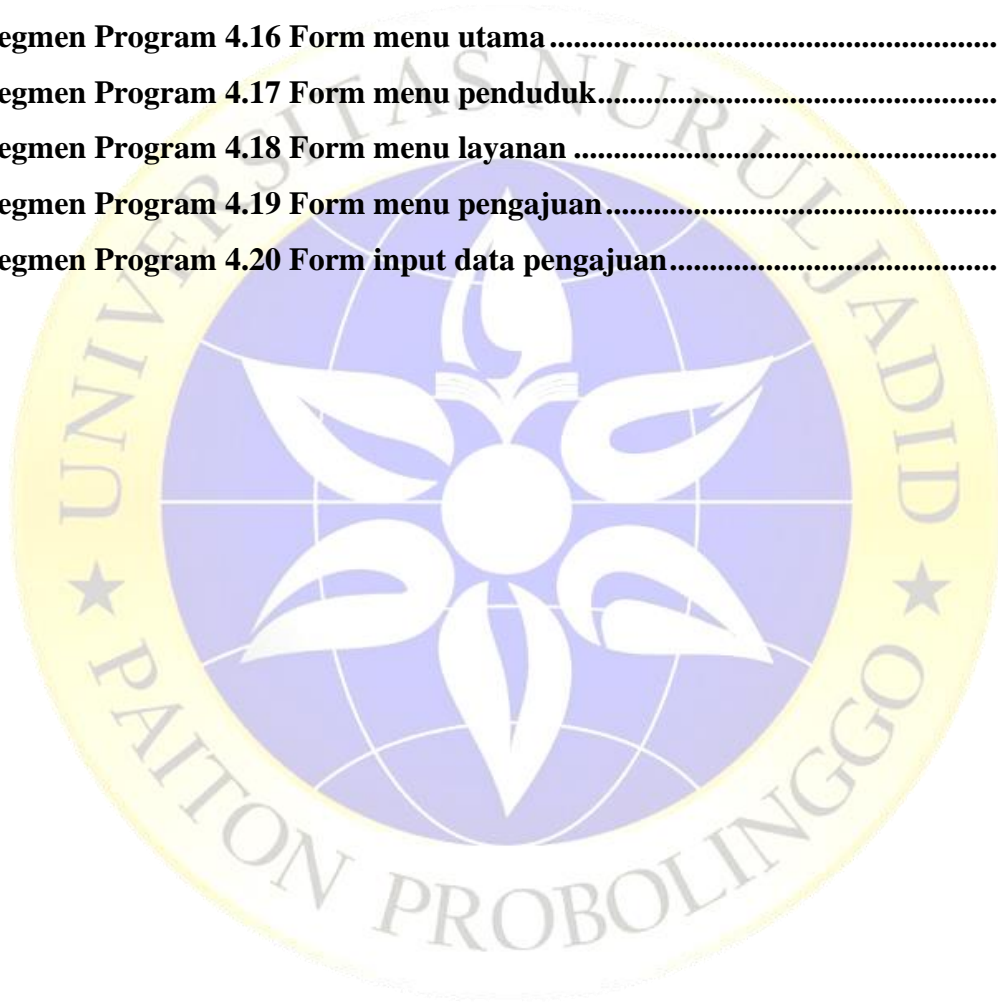 egmen Program 4.16 Form menu utama ........................................................
egmen Program 4.17 Form menu penduduk..................................................
egmen Program 4.18 Form menu layanan .....................................................
egmen Program 4.19 Form menu pengajuan.................................................
egmen Program 4.20 Form input data pengajuan.........................................
UNIVERSITAS NURUL JADID
★ PAITON PROBOLINGGO ★